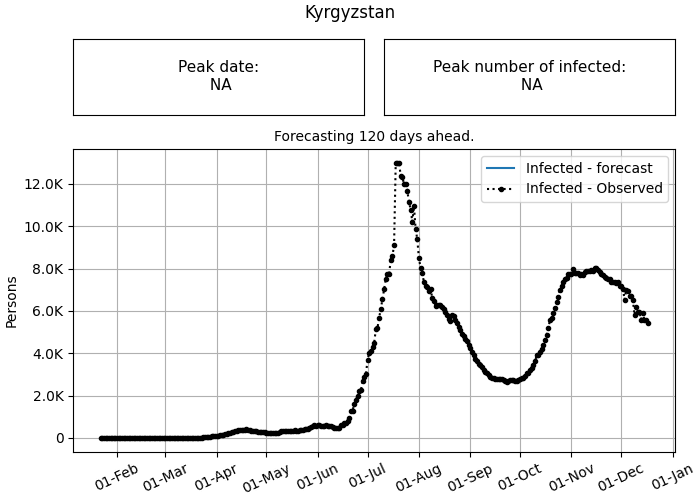 Kyrgyzstan
Peak date:
NA
Peak number of infected:
NA
Forecasting 120 days ahead.
Infected - forecast
Infected - Observed
12.0K
10.0K
8.0K
6.0K
4.0K
2.0K
0
Persons
01-Feb
01-Mar
01-Apr
01-May
01-Jun
01-Jul
01-Aug
01-Sep
01-Oct
01-Nov
01-Dec
01-Jan